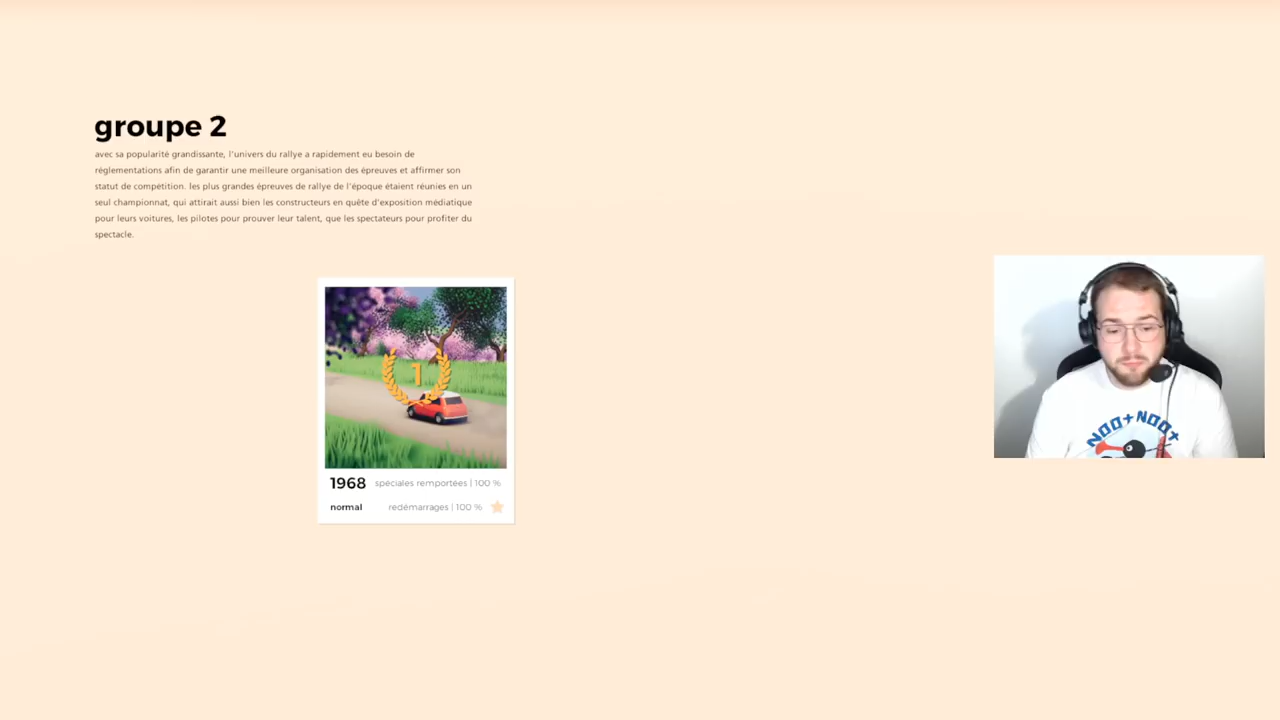 groupe 2
avec sa popularité grandissante, l'univers du rallye a rapidement eu besoin de
réglementations afin de garantir une meilleure organisation des épreuves et affirmer son
statut de compétition. les plus grandes épreuves de rallye de l'époque étaient réunies en un
seul championnat, qui attirait aussi bien les constructeurs en quête d'exposition médiatique
pour leurs voitures, les pilotes pour prouver leur talent, que les spectateurs pour profiter du
spectacle.
1
1968 spéciales remportées | 100 %
normal redémarrages | 100 %
NOOT NOOT